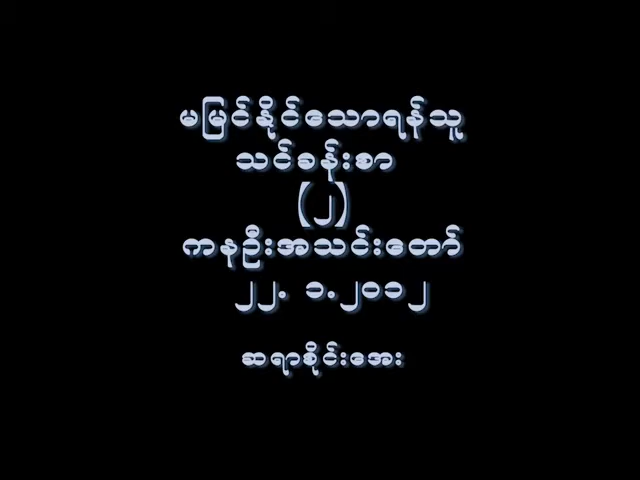 မမြင်နိုင်သောရန်သူ
သင်ခန်းစာ
(၂)
ကနဦးအသင်းတော်
၂၂. ၁.၂၀၁၂
ဆရာစိုင်းအေး